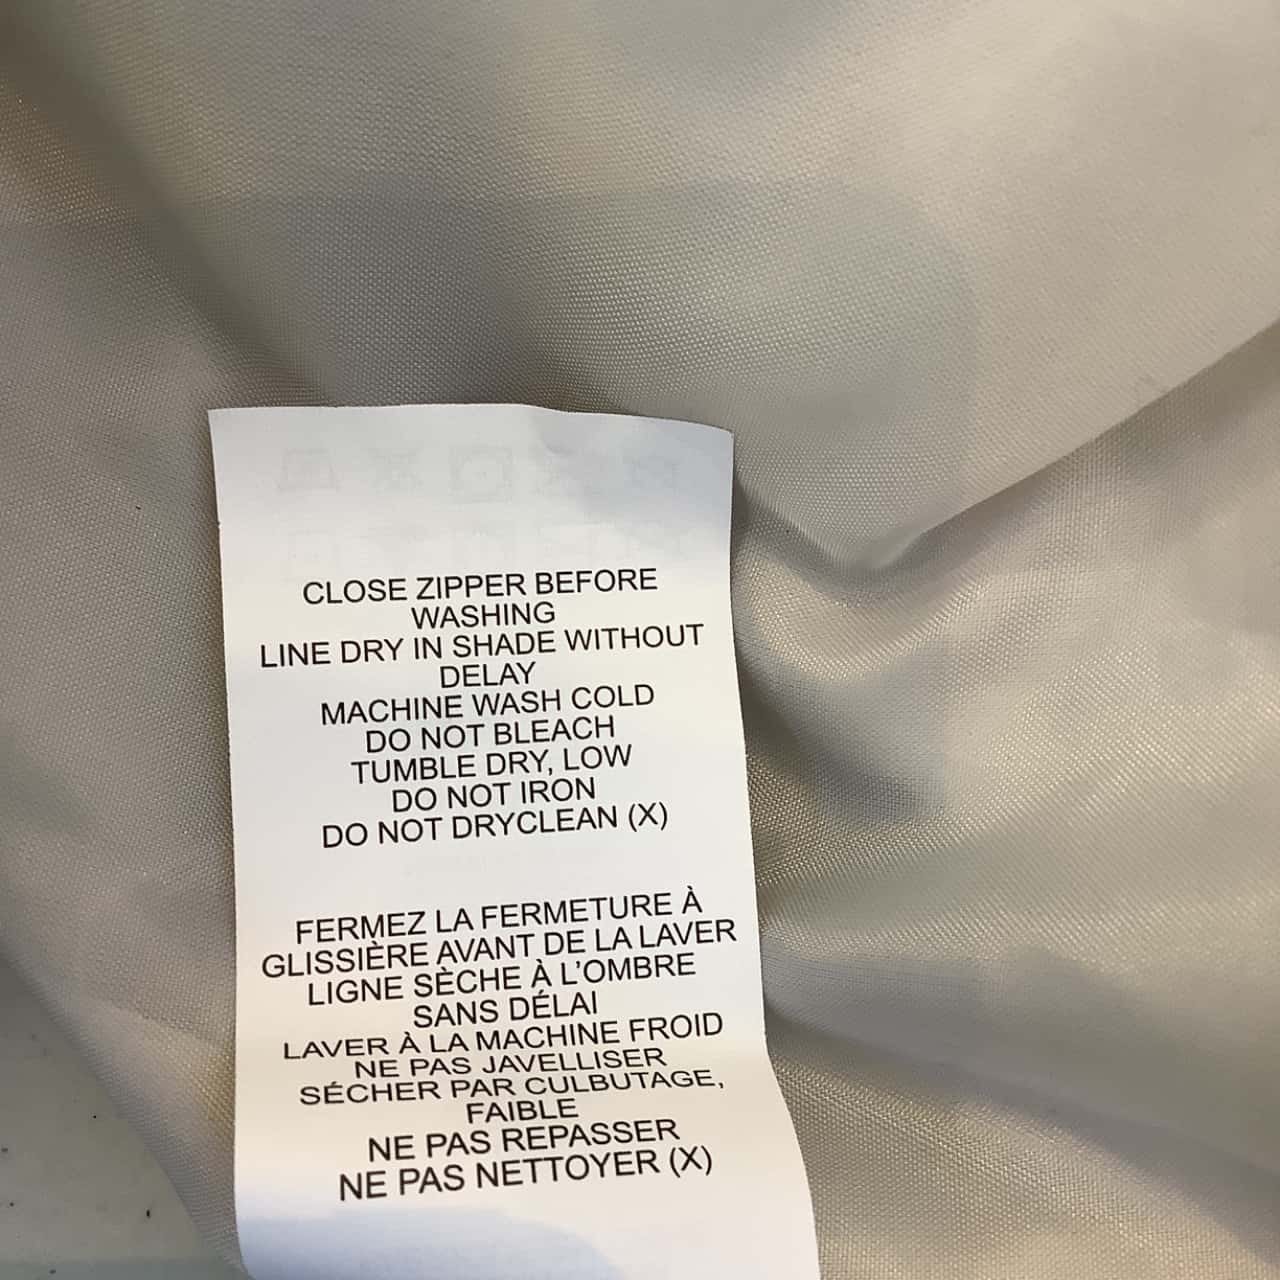 CLOSE ZIPPER BEFORE
WASHING
LINE DRY IN SHADE WITHOUT
DELAY
MACHINE WASH COLD
DO NOT BLEACH
TUMBLE DRY, LOW
DO NOT IRON
DO NOT DRYCLEAN (X)
FERMEZ LA FERMETURE À
GLISSIÈRE AVANT DE LA LAVER
LIGNE SÈCHE À L'OMBRE
SANS DÉLAI
LAVER À LA MACHINE FROID
NE PAS JAVELLISER
SÉCHER PAR CULBUTAGE,
FAIBLE
NE PAS REPASSER
NE PAS NETTOYER (X)